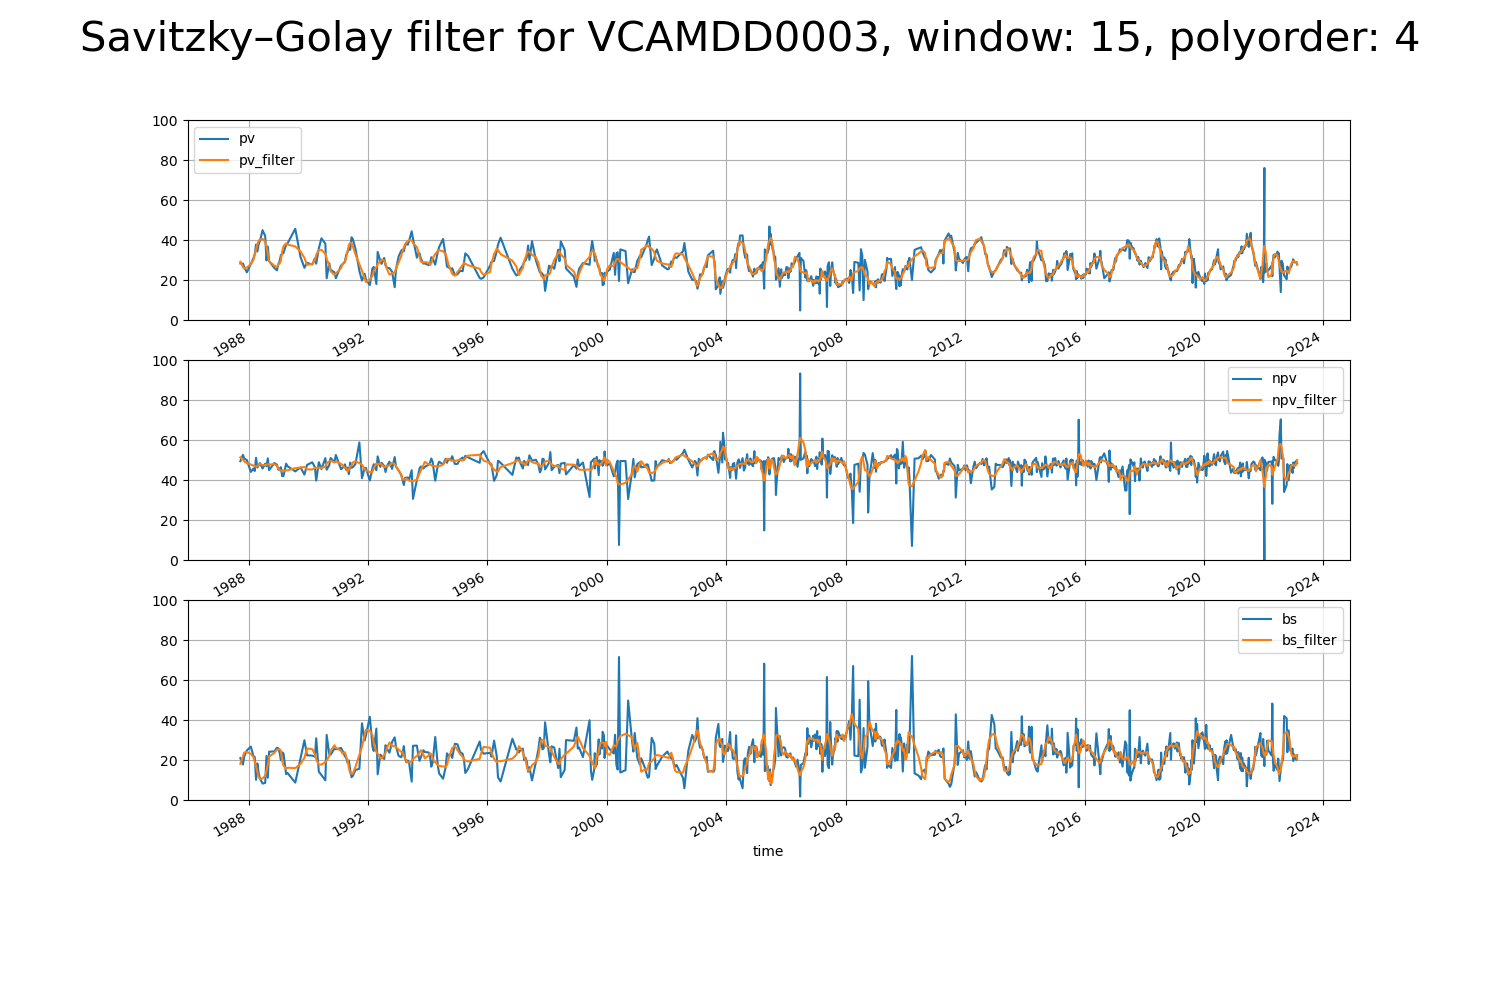 Savitzky–Golay filter for VCAMDD0003, window: 15, polyorder: 4
100
80
60
40
20
0
pv
pv_filter
1988 1992 1996 2000 2004 2008 2012 2016 2020 2024
100
80
60
40
20
0
npv
npv_filter
1988 1992 1996 2000 2004 2008 2012 2016 2020 2024
100
80
60
40
20
0
bs
bs_filter
1988 1992 1996 2000 2004 2008 2012 2016 2020 2024
time